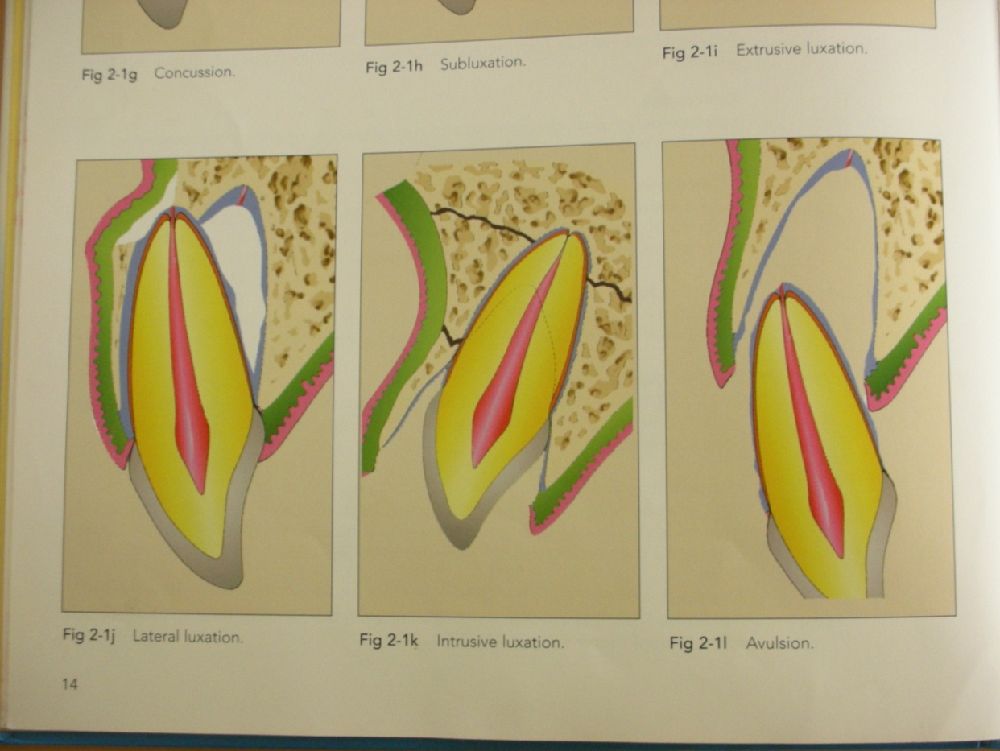 Fig 2-1g Concussion.
Fig 2-1h Subluxation.
Fig 2-1i Extrusive luxation.
Fig 2-1j Lateral luxation.
Fig 2-1k Intrusive luxation.
Fig 2-1l Avulsion.
14